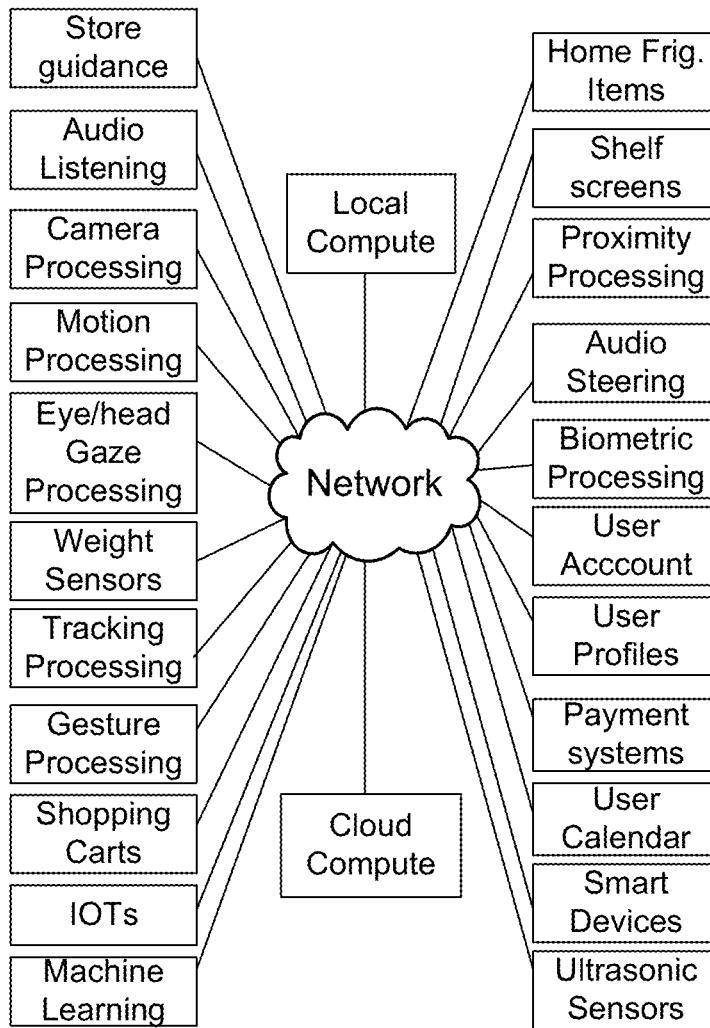 Store
guidance
Audio
Listening
Camera
Processing
Motion
Processing
Eye/head
Gaze
Processing
Weight
Sensors
Tracking
Processing
Gesture
Processing
Shopping
Carts
IOTs
Machine
Learning
Local
Compute
Network
Cloud
Compute
Home Frig.
Items
Shelf
screens
Proximity
Processing
Audio
Steering
Biometric
Processing
User
Acccount
User
Profiles
Payment
systems
User
Calendar
Smart
Devices
Ultrasonic
Sensors